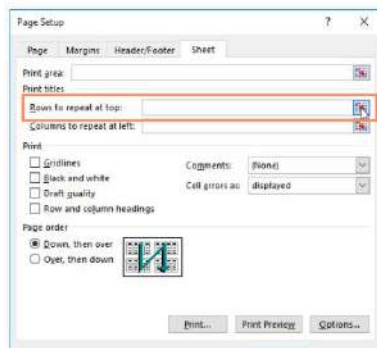 Page Setup ? X
Page Margins Header/Footer Sheet
Print area:
Print titles
Rows to repeat at top:
Columns to repeat at left:
Print
Gridlines Comments: (None)
Black and white Cell errors as: displayed
Draft quality
Row and column headings
Page order
Down, then over
Over, then down
Print... Print Preview Options...